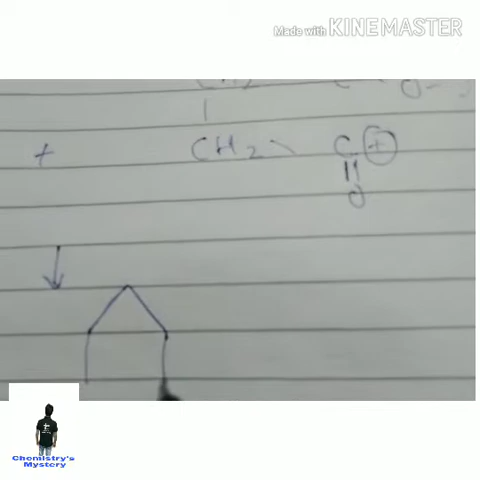 Made with KINEMASTER
+ CH2 C +
O
Chemistry's
Mystery